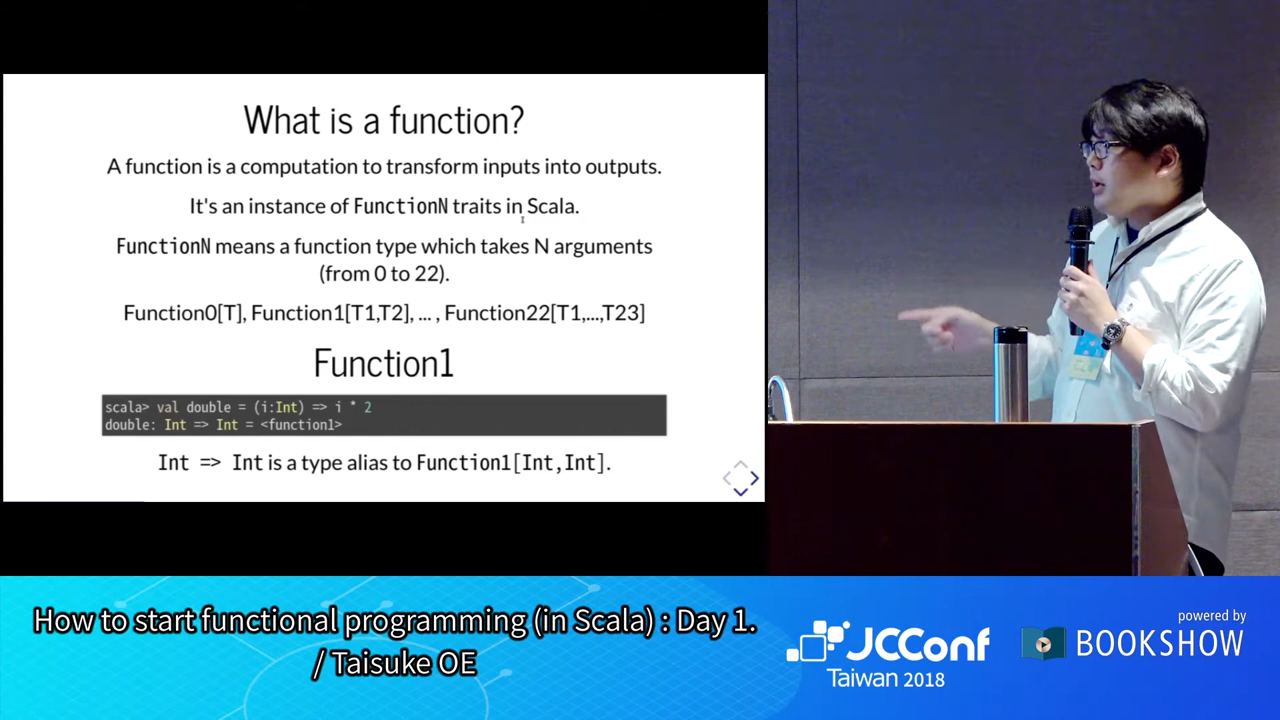 What is a function?
A function is a computation to transform inputs into outputs.
It's an instance of FunctionN traits in Scala.
FunctionN means a function type which takes N arguments
(from 0 to 22).
Function0[T], Function1[T1,T2], ... , Function22[T1,...,T23]
Function1
scala> val double = (i:Int) => i * 2
double: Int => Int = <function1>
Int => Int is a type alias to Function1[Int,Int].
How to start functional programming (in Scala) : Day 1.
/ Taisuke OE
JCConf
Taiwan 2018
powered by
BOOKSHOW